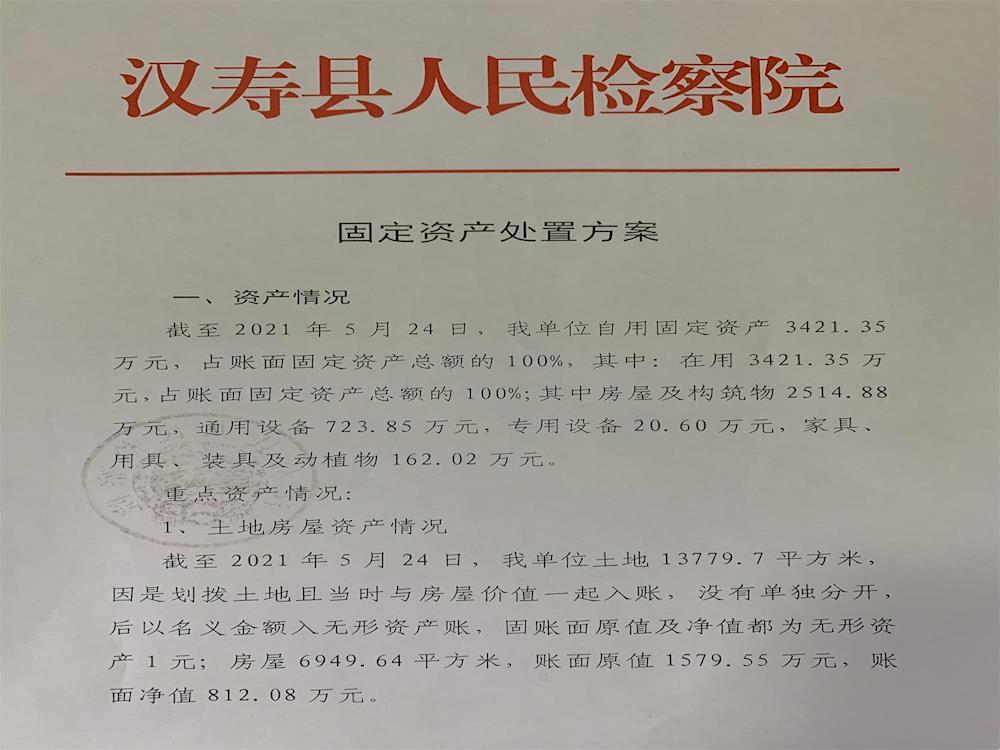 汉寿县人民检察院
固定资产处置方案
一、资产情况
截至 2021 年 5 月 24 日，我单位自用固定资产 3421.35
万元，占账面固定资产总额的 100%，其中：在用 3421.35 万
元，占账面固定资产总额的 100%；其中房屋及构筑物 2514.88
万元，通用设备 723.85 万元，专用设备 20.60 万元，家具、
用具、装具及动植物 162.02 万元。
重点资产情况：
1、土地房屋资产情况
截至 2021 年 5 月 24 日，我单位土地 13779.7 平方米，
因是划拨土地且当时与房屋价值一起入账，没有单独分开，
后以名义金额入无形资产账，固账面原值及净值都为无形资
产 1 元；房屋 6949.64 平方米，账面原值 1579.55 万元，账
面净值 812.08 万元。